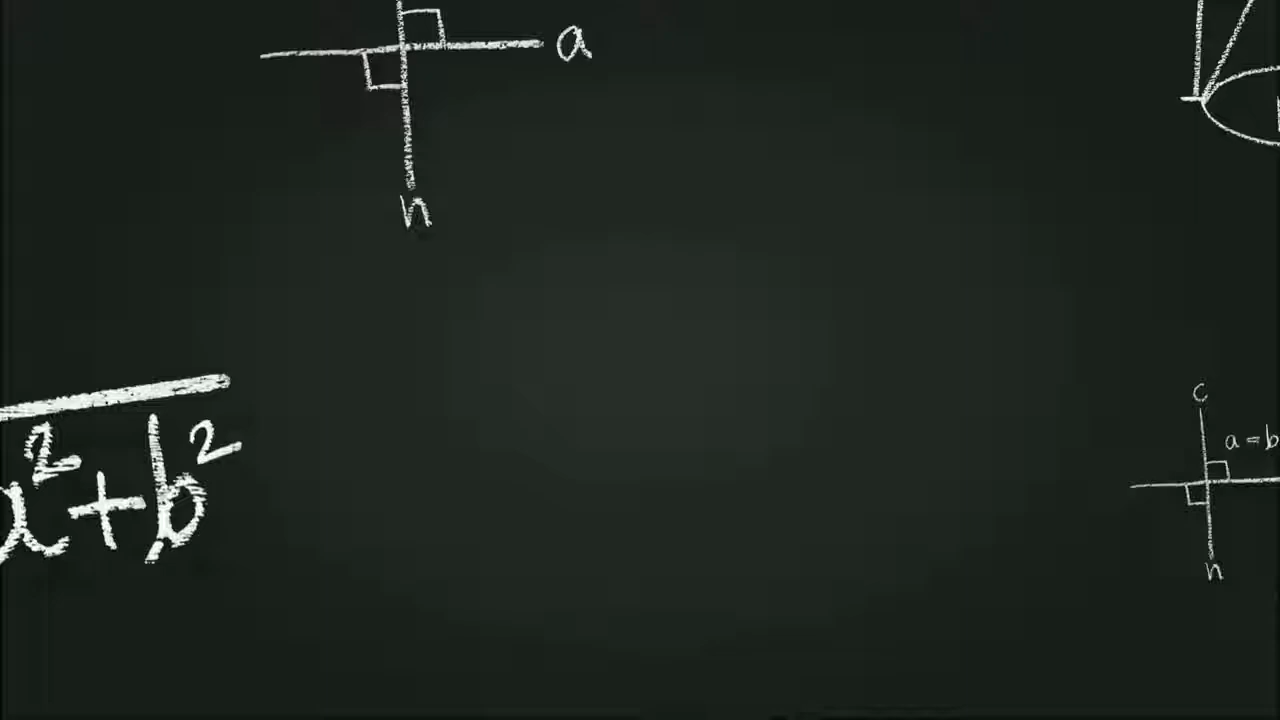 a
n
c
a = b
a² + b²
n